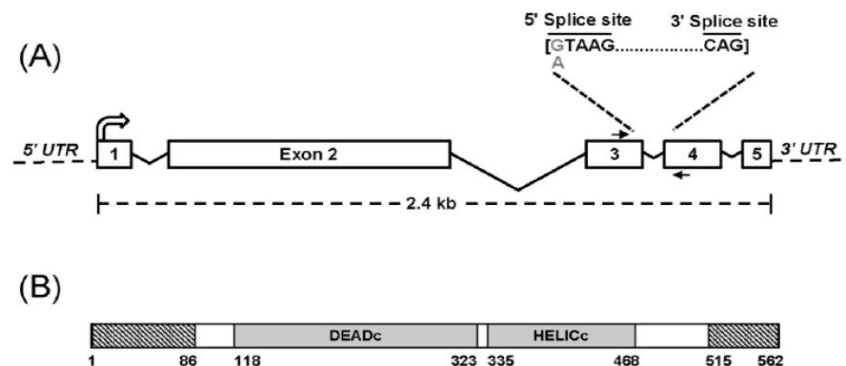 (A)
5' Splice site 3' Splice site
[GTAAG..................CAG]
A
5' UTR 1 Exon 2 3 4 5 3' UTR
2.4 kb
(B)
DEADc HELICc
1 86 118 323 335 468 515 562